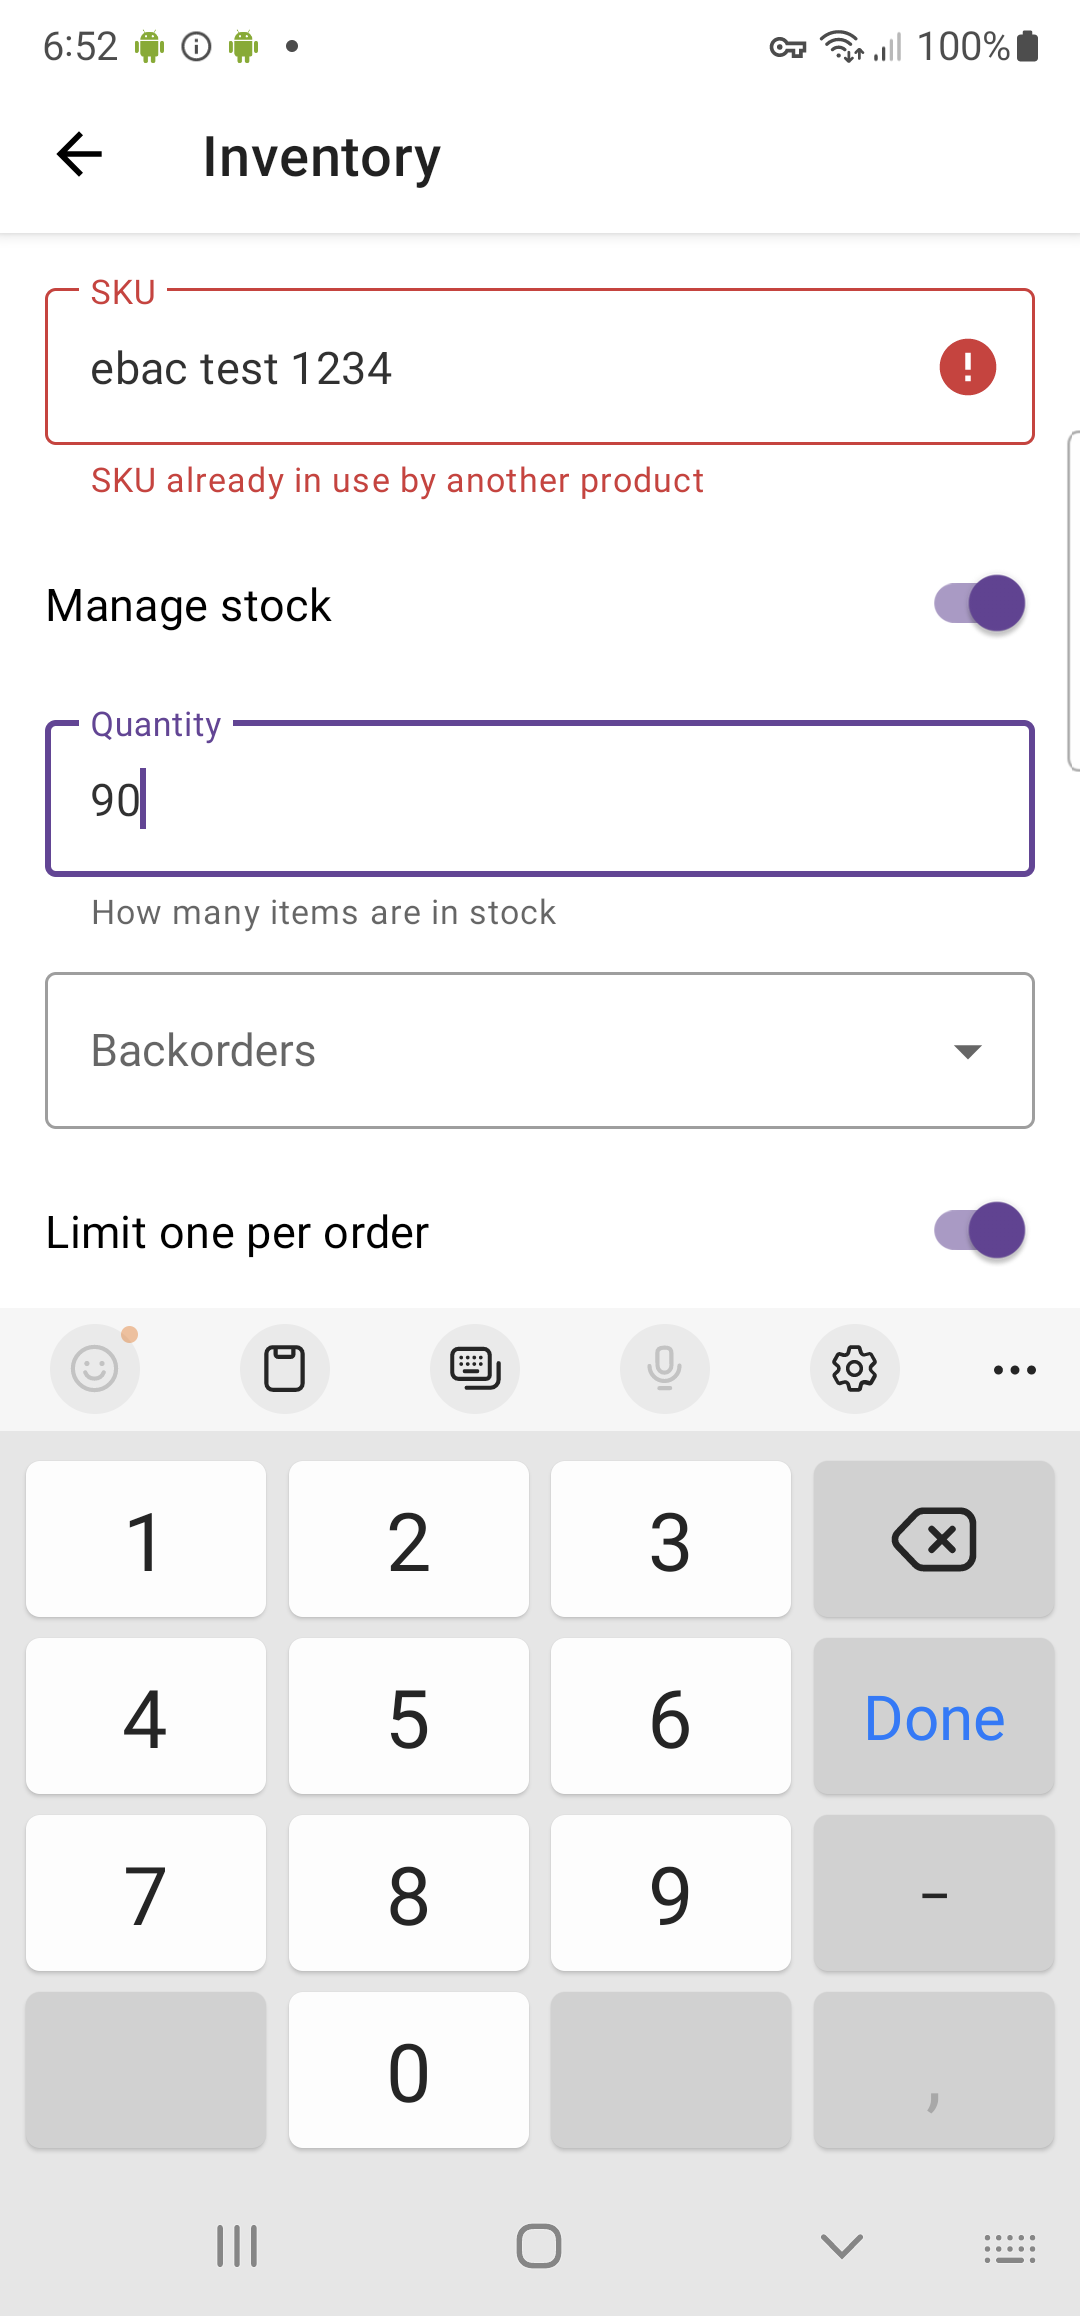 6:52 100%
Inventory
SKU
ebac test 1234
SKU already in use by another product
Manage stock
Quantity
90
How many items are in stock
Backorders
Limit one per order
1 2 3
4 5 6 Done
7 8 9 -
0 ,